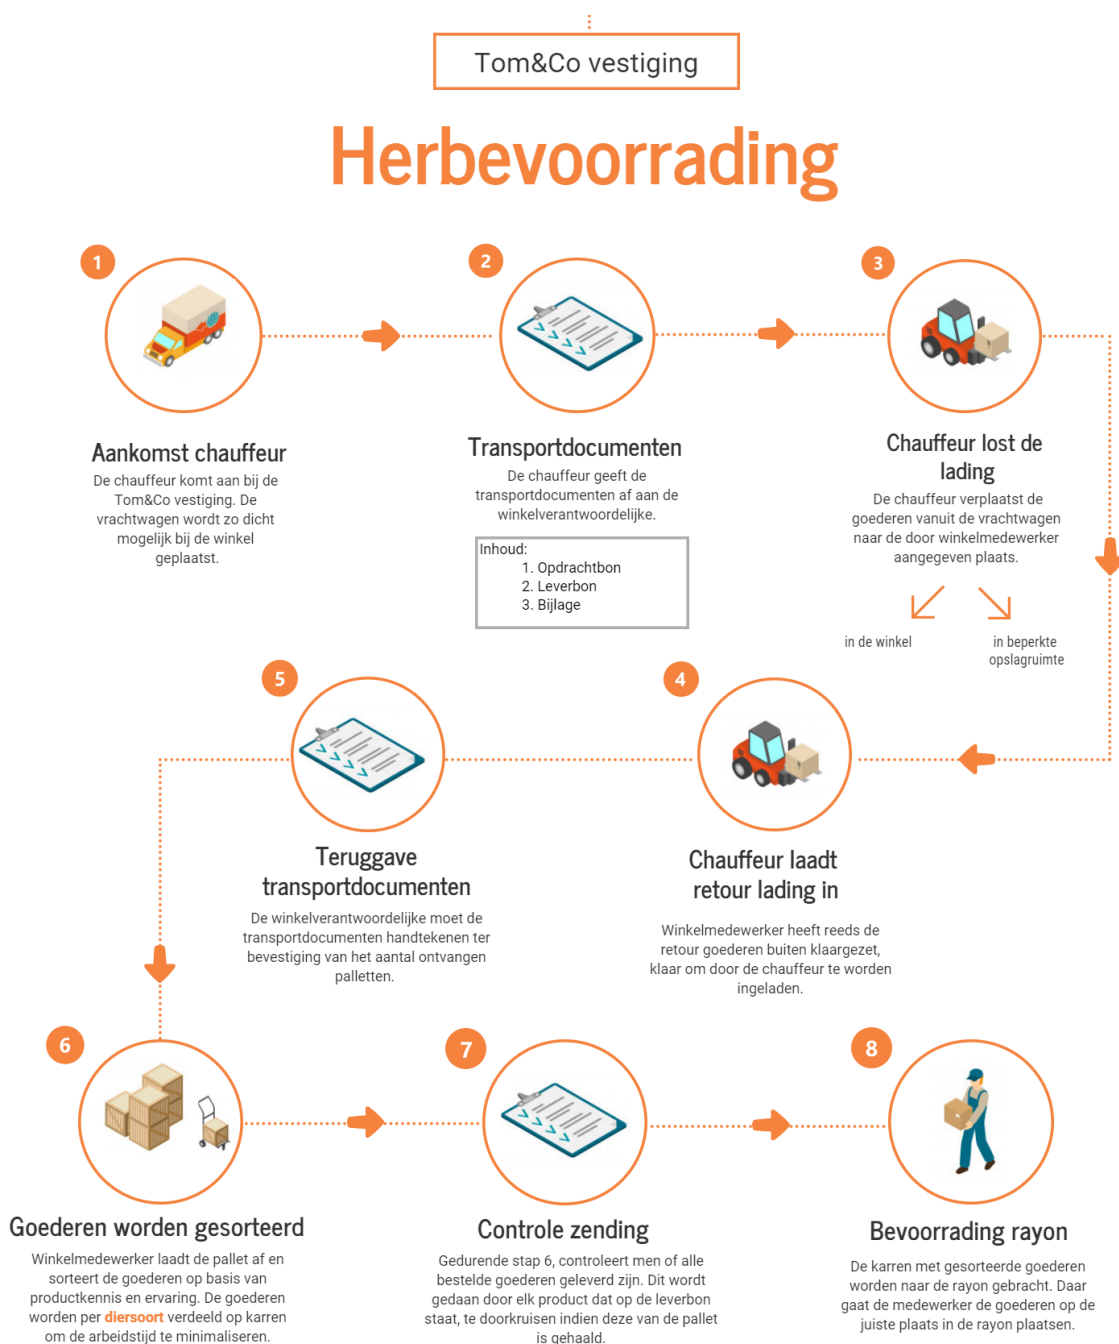 Tom&Co vestiging
Herbevoorrading
1
Aankomst chauffeur
De chauffeur komt aan bij de
Tom&Co vestiging. De
vrachtwagen wordt zo dicht
mogelijk bij de winkel
geplaatst.
2
Transportdocumenten
De chauffeur geeft de
transportdocumenten af aan de
winkelverantwoordelijke.
Inhoud:
1. Opdrachtbon
2. Leverbon
3. Bijlage
3
Chauffeur lost de
lading
De chauffeur verplaatst de
goederen vanuit de vrachtwagen
naar de door winkelmedewerker
aangegeven plaats.
in de winkel
in beperkte
opslagruimte
4
Chauffeur laadt
retour lading in
Winkelmedewerker heeft reeds de
retour goederen buiten klaargezet,
klaar om door de chauffeur te worden
ingeladen.
5
Teruggave
transportdocumenten
De winkelverantwoordelijke moet de
transportdocumenten handtekenen ter
bevestiging van het aantal ontvangen
palletten.
6
Goederen worden gesorteerd
Winkelmedewerker laadt de pallet af en
sorteert de goederen op basis van
productkennis en ervaring. De goederen
worden per diersoort verdeeld op karren
om de arbeidstijd te minimaliseren.
7
Controle zending
Gedurende stap 6, controleert men of alle
bestelde goederen geleverd zijn. Dit wordt
gedaan door elk product dat op de leverbon
staat, te doorkruisen indien deze van de pallet
is gehaald.
8
Bevoorrading rayon
De karren met gesorteerde goederen
worden naar de rayon gebracht. Daar
gaat de medewerker de goederen op de
juiste plaats in de rayon plaatsen.